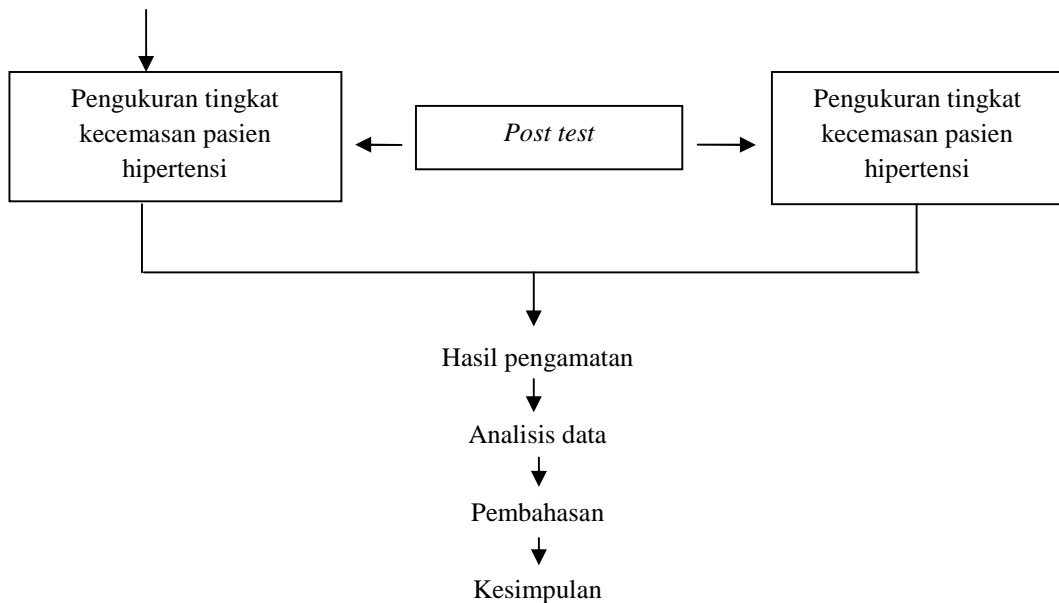 Pengukuran tingkat
kecemasan pasien
hipertensi
Post test
Pengukuran tingkat
kecemasan pasien
hipertensi
Hasil pengamatan
Analisis data
Pembahasan
Kesimpulan